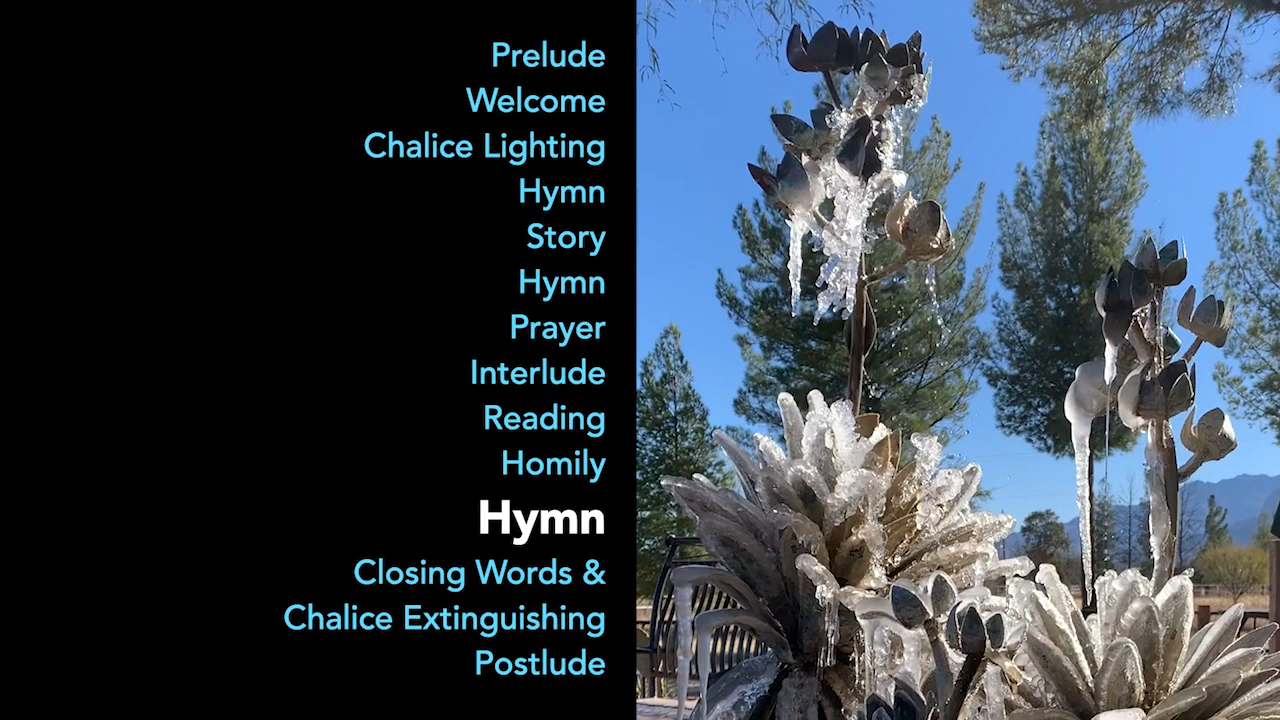 Prelude
Welcome
Chalice Lighting
Hymn
Story
Hymn
Prayer
Interlude
Reading
Homily
Hymn
Closing Words &
Chalice Extinguishing
Postlude